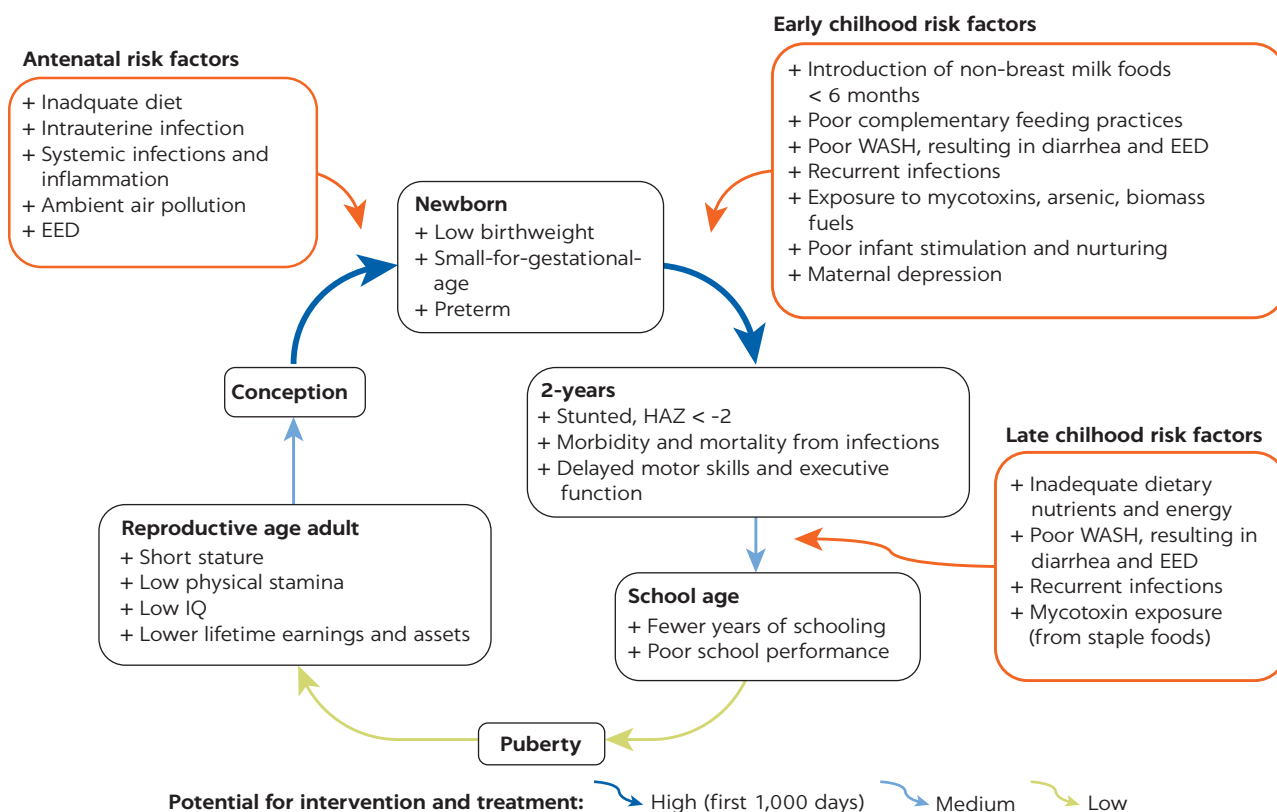 Antenatal risk factors
+ Inadquate diet
+ Intrauterine infection
+ Systemic infections and
inflammation
+ Ambient air pollution
+ EED
Early chilhood risk factors
+ Introduction of non-breast milk foods
< 6 months
+ Poor complementary feeding practices
+ Poor WASH, resulting in diarrhea and EED
+ Recurrent infections
+ Exposure to mycotoxins, arsenic, biomass
fuels
+ Poor infant stimulation and nurturing
+ Maternal depression
Newborn
+ Low birthweight
+ Small-for-gestational-
age
+ Preterm
Conception
2-years
+ Stunted, HAZ < -2
+ Morbidity and mortality from infections
+ Delayed motor skills and executive
function
Late chilhood risk factors
+ Inadequate dietary
nutrients and energy
+ Poor WASH, resulting in
diarrhea and EED
+ Recurrent infections
+ Mycotoxin exposure
(from staple foods)
Reproductive age adult
+ Short stature
+ Low physical stamina
+ Low IQ
+ Lower lifetime earnings and assets
School age
+ Fewer years of schooling
+ Poor school performance
Puberty
Potential for intervention and treatment: High (first 1,000 days) Medium Low